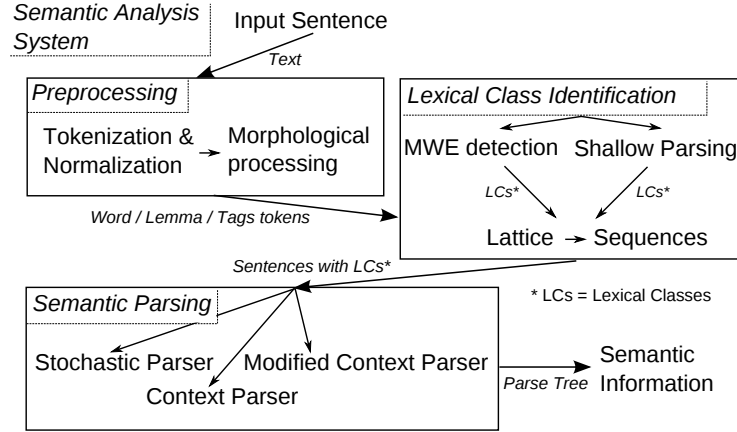 Semantic Analysis
System
Input Sentence
Text
Preprocessing
Tokenization &
Normalization
Morphological
processing
Word / Lemma / Tags tokens
Lexical Class Identification
MWE detection
Shallow Parsing
LCs*
LCs*
Lattice
Sequences
Sentences with LCs*
* LCs = Lexical Classes
Semantic Parsing
Stochastic Parser
Modified Context Parser
Context Parser
Parse Tree
Semantic
Information